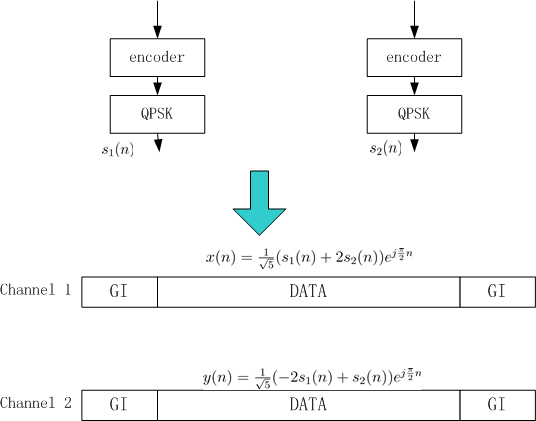 encoder encoder
QPSK QPSK
s₁(n) s₂(n)
x(n) = 1/√5(s₁(n) + 2s₂(n))e^{jπ/2 n}
Channel 1 GI DATA GI
y(n) = 1/√5(−2s₁(n) + s₂(n))e^{jπ/2 n}
Channel 2 GI DATA GI